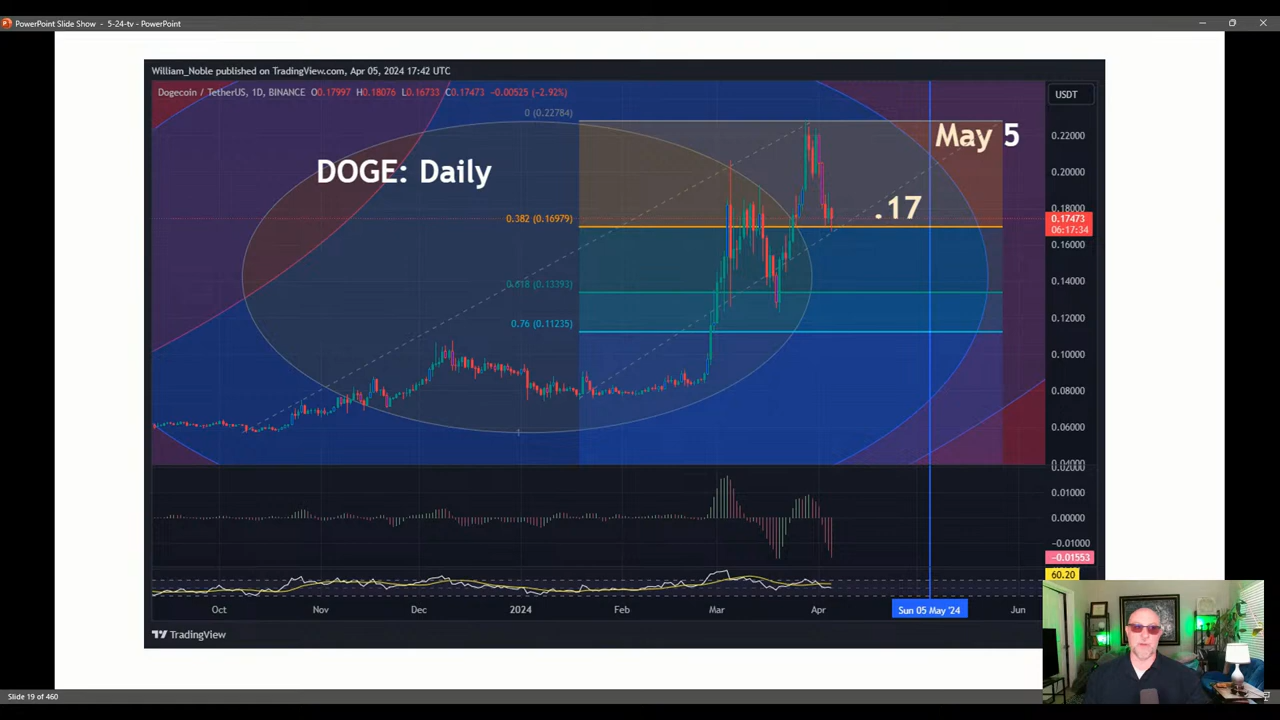 PowerPoint Slide Show - 5-24-tv - PowerPoint
William_Noble published on TradingView.com, Apr 05, 2024 17:42 UTC
Dogecoin / TetherUS, 1D, BINANCE O0.17997 H0.18076 L0.16733 C0.17473 -0.00525 (-2.92%)
USDT
0 (0.22784)
May 5
0.22000
DOGE: Daily
0.20000
.17
0.18000
0.382 (0.16979)
0.17473
06:17:34
0.16000
0.618 (0.13393)
0.14000
0.76 (0.11235)
0.12000
0.10000
0.08000
0.06000
0.04000
0.02000
0.01000
0.00000
−0.01000
−0.01553
60.20
Oct
Nov
Dec
2024
Feb
Mar
Apr
Sun 05 May '24
Jun
TradingView
Slide 19 of 460